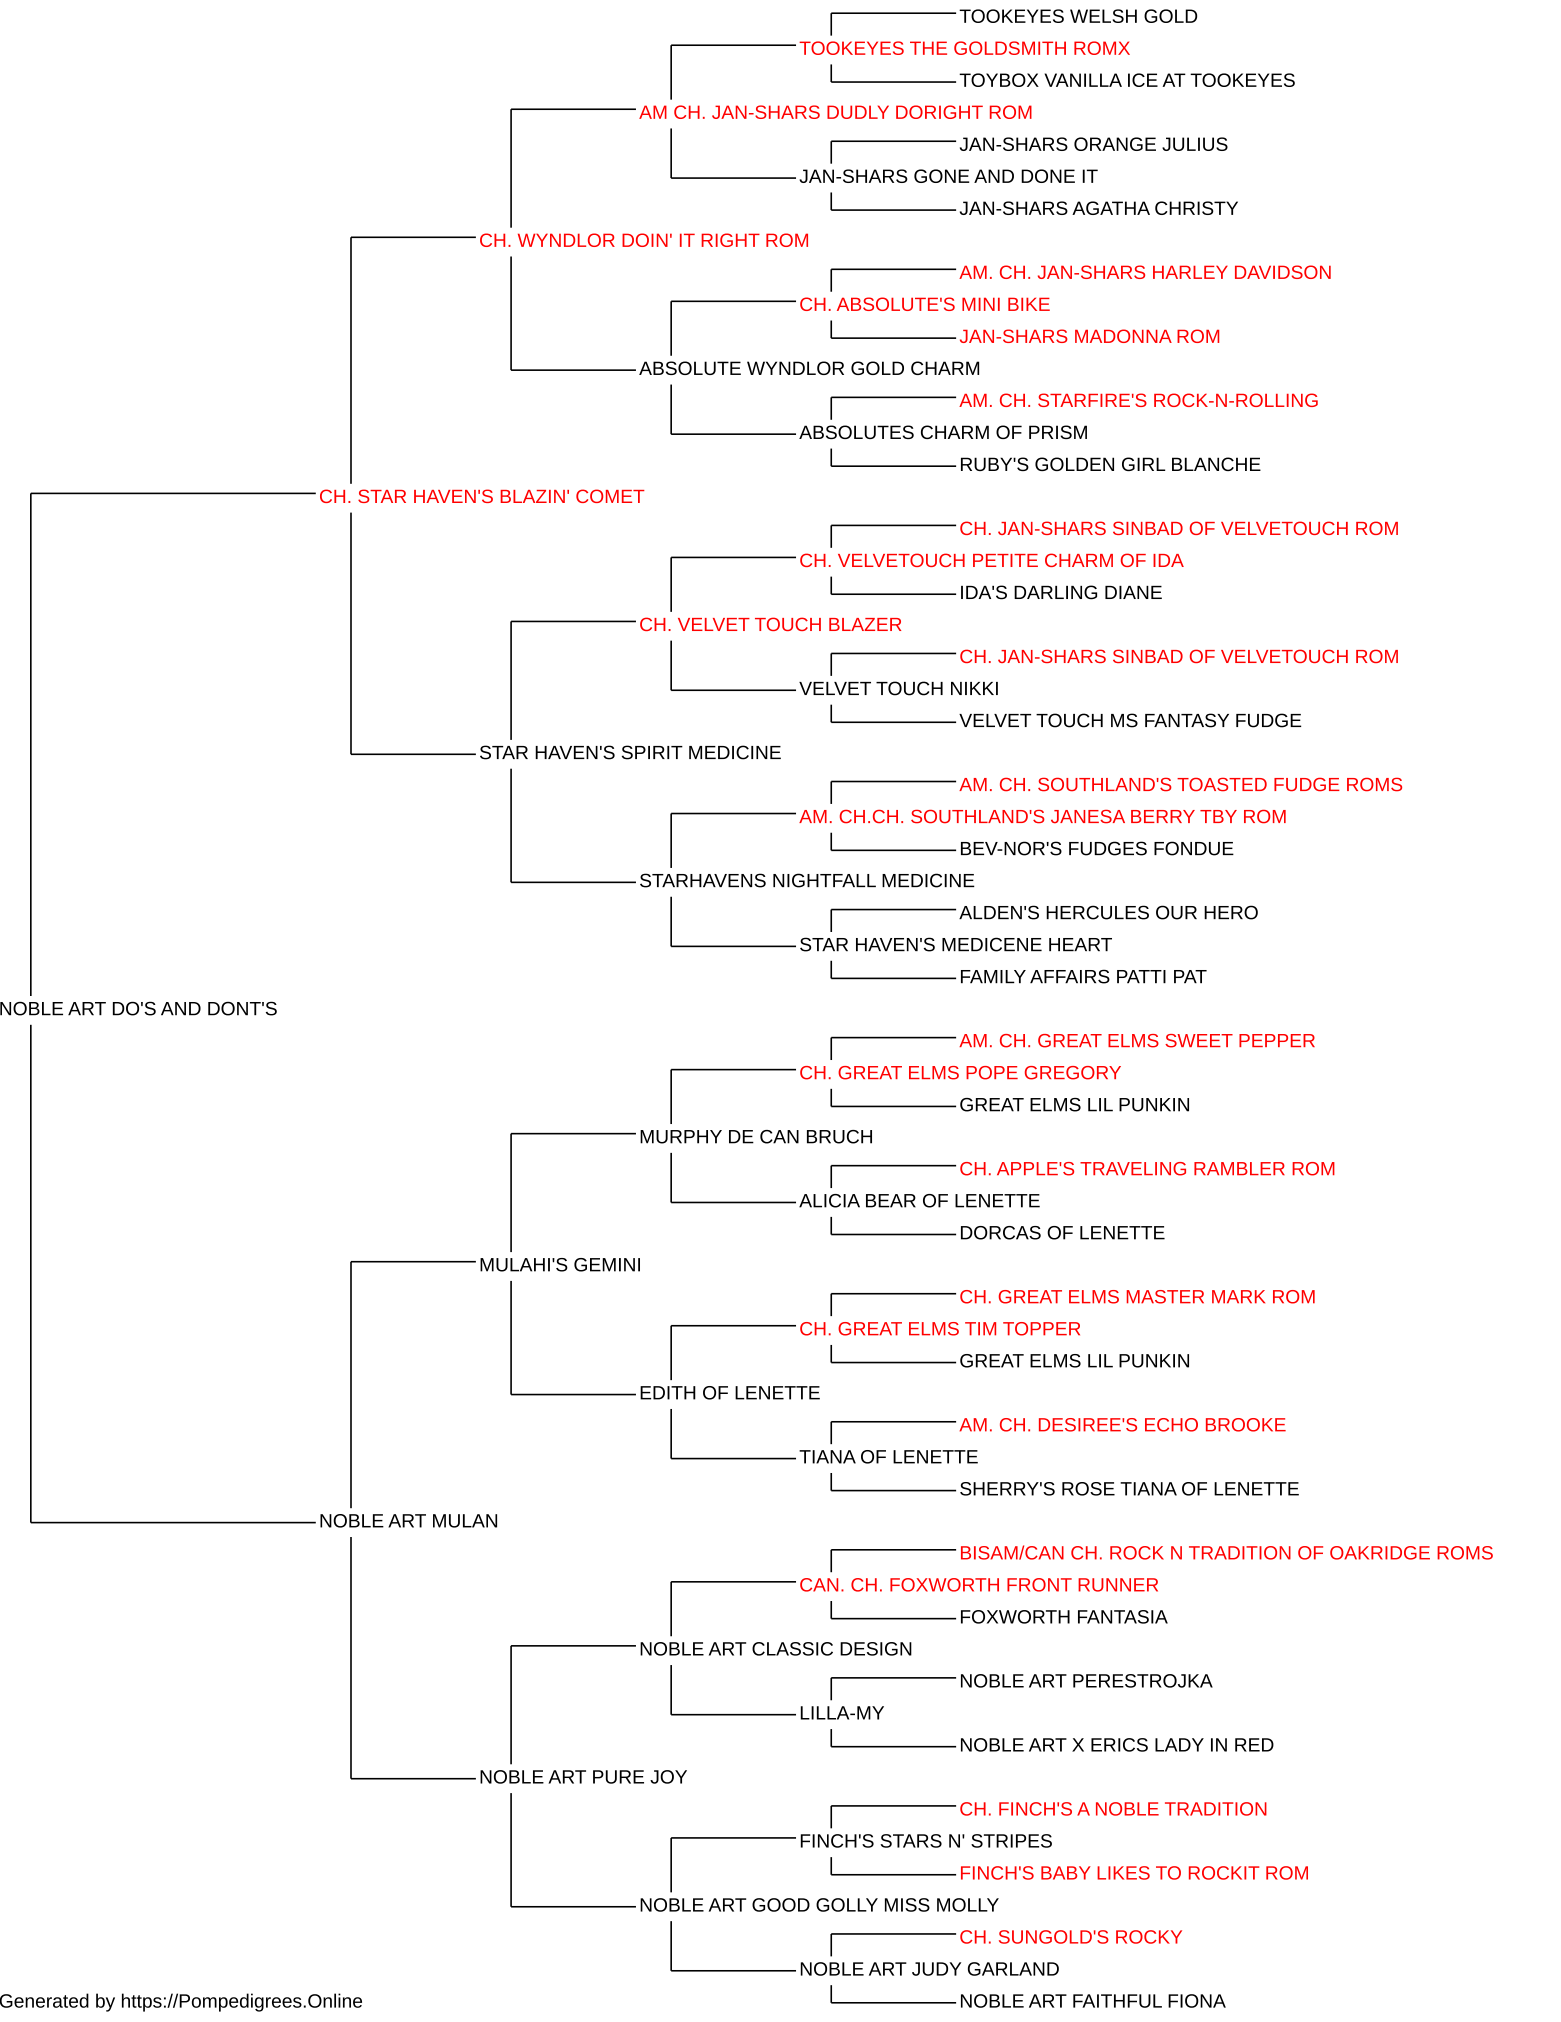 TOOKEYES WELSH GOLD
TOOKEYES THE GOLDSMITH ROMX
TOYBOX VANILLA ICE AT TOOKEYES
AM CH. JAN-SHARS DUDLY DORIGHT ROM
JAN-SHARS ORANGE JULIUS
JAN-SHARS GONE AND DONE IT
JAN-SHARS AGATHA CHRISTY
CH. WYNDLOR DOIN' IT RIGHT ROM
AM. CH. JAN-SHARS HARLEY DAVIDSON
CH. ABSOLUTE'S MINI BIKE
JAN-SHARS MADONNA ROM
ABSOLUTE WYNDLOR GOLD CHARM
AM. CH. STARFIRE'S ROCK-N-ROLLING
ABSOLUTES CHARM OF PRISM
RUBY'S GOLDEN GIRL BLANCHE
CH. STAR HAVEN'S BLAZIN' COMET
CH. JAN-SHARS SINBAD OF VELVETOUCH ROM
CH. VELVETOUCH PETITE CHARM OF IDA
IDA'S DARLING DIANE
CH. VELVET TOUCH BLAZER
CH. JAN-SHARS SINBAD OF VELVETOUCH ROM
VELVET TOUCH NIKKI
VELVET TOUCH MS FANTASY FUDGE
STAR HAVEN'S SPIRIT MEDICINE
AM. CH. SOUTHLAND'S TOASTED FUDGE ROMS
AM. CH.CH. SOUTHLAND'S JANESA BERRY TBY ROM
BEV-NOR'S FUDGES FONDUE
STARHAVENS NIGHTFALL MEDICINE
ALDEN'S HERCULES OUR HERO
STAR HAVEN'S MEDICENE HEART
FAMILY AFFAIRS PATTI PAT
NOBLE ART DO'S AND DONT'S
AM. CH. GREAT ELMS SWEET PEPPER
CH. GREAT ELMS POPE GREGORY
GREAT ELMS LIL PUNKIN
MURPHY DE CAN BRUCH
CH. APPLE'S TRAVELING RAMBLER ROM
ALICIA BEAR OF LENETTE
DORCAS OF LENETTE
MULAHI'S GEMINI
CH. GREAT ELMS MASTER MARK ROM
CH. GREAT ELMS TIM TOPPER
GREAT ELMS LIL PUNKIN
EDITH OF LENETTE
AM. CH. DESIREE'S ECHO BROOKE
TIANA OF LENETTE
SHERRY'S ROSE TIANA OF LENETTE
NOBLE ART MULAN
BISAM/CAN CH. ROCK N TRADITION OF OAKRIDGE ROMS
CAN. CH. FOXWORTH FRONT RUNNER
FOXWORTH FANTASIA
NOBLE ART CLASSIC DESIGN
NOBLE ART PERESTROJKA
LILLA-MY
NOBLE ART X ERICS LADY IN RED
NOBLE ART PURE JOY
CH. FINCH'S A NOBLE TRADITION
FINCH'S STARS N' STRIPES
FINCH'S BABY LIKES TO ROCKIT ROM
NOBLE ART GOOD GOLLY MISS MOLLY
CH. SUNGOLD'S ROCKY
NOBLE ART JUDY GARLAND
NOBLE ART FAITHFUL FIONA
Generated by https://Pompedigrees.Online